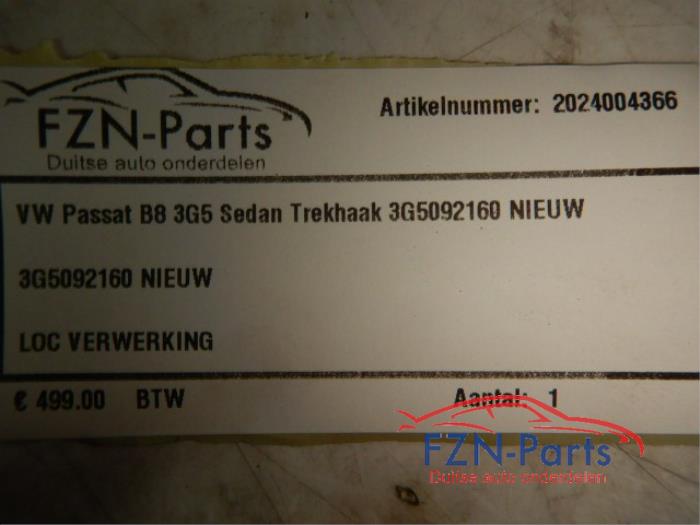 FZN-Parts
Duitse auto onderdelen
Artikelnummer: 2024004366
VW Passat B8 3G5 Sedan Trekhaak 3G5092160 NIEUW
3G5092160 NIEUW
LOC VERWERKING
€ 499.00 BTW Aantal: 1
FZN-Parts
Duitse auto onderdelen